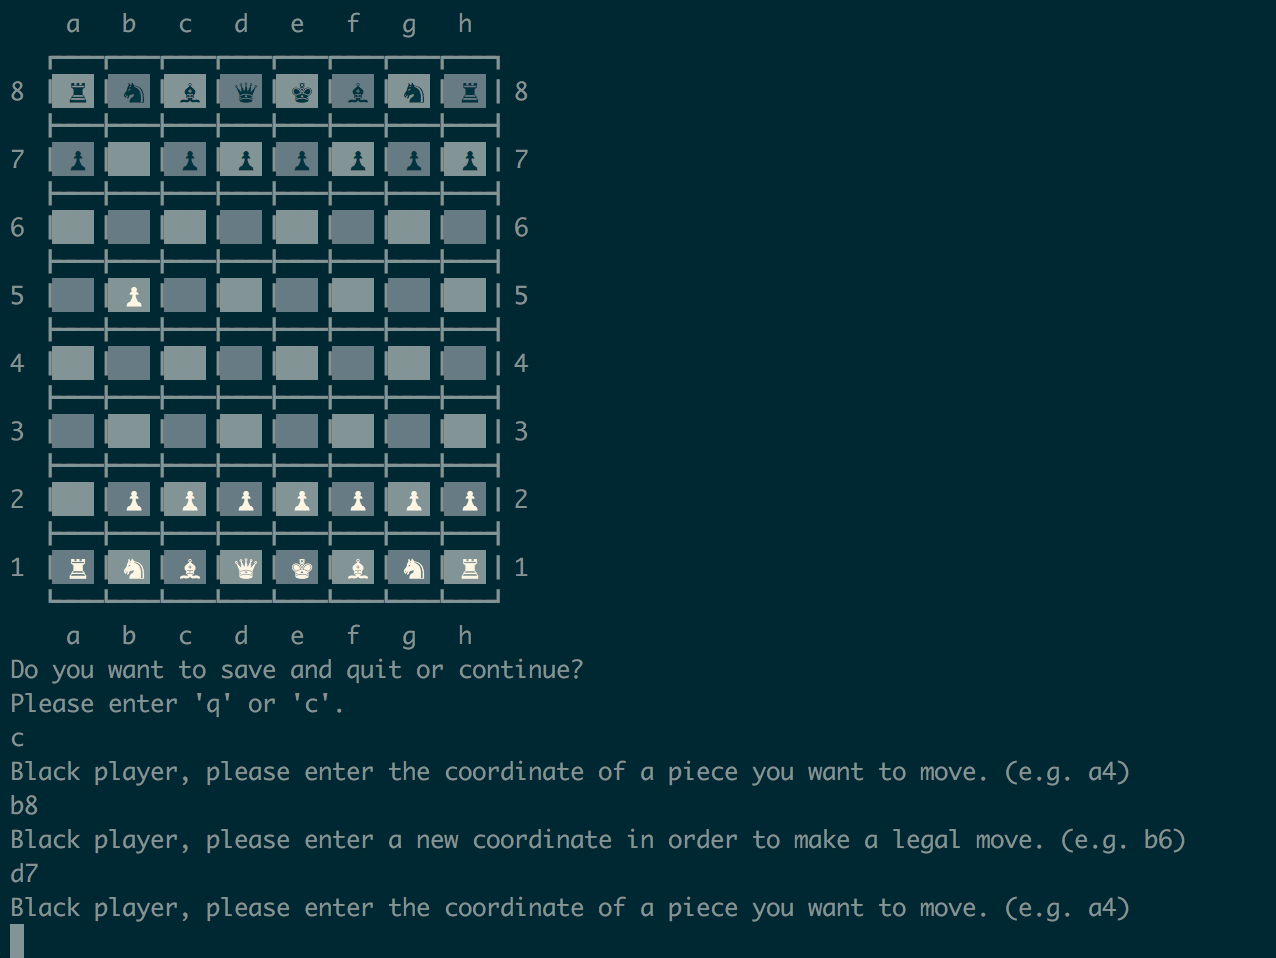 a b c d e f g h
8 ♜ ♞ ♝ ♛ ♚ ♝ ♞ ♜ 8
7 ♟ ♟ ♟ ♟ ♟ ♟ ♟ 7
6 6
5 ♟ 5
4 4
3 3
2 ♟ ♟ ♟ ♟ ♟ ♟ ♟ 2
1 ♜ ♞ ♝ ♛ ♚ ♝ ♞ ♜ 1
a b c d e f g h
Do you want to save and quit or continue?
Please enter 'q' or 'c'.
c
Black player, please enter the coordinate of a piece you want to move. (e.g. a4)
b8
Black player, please enter a new coordinate in order to make a legal move. (e.g. b6)
d7
Black player, please enter the coordinate of a piece you want to move. (e.g. a4)